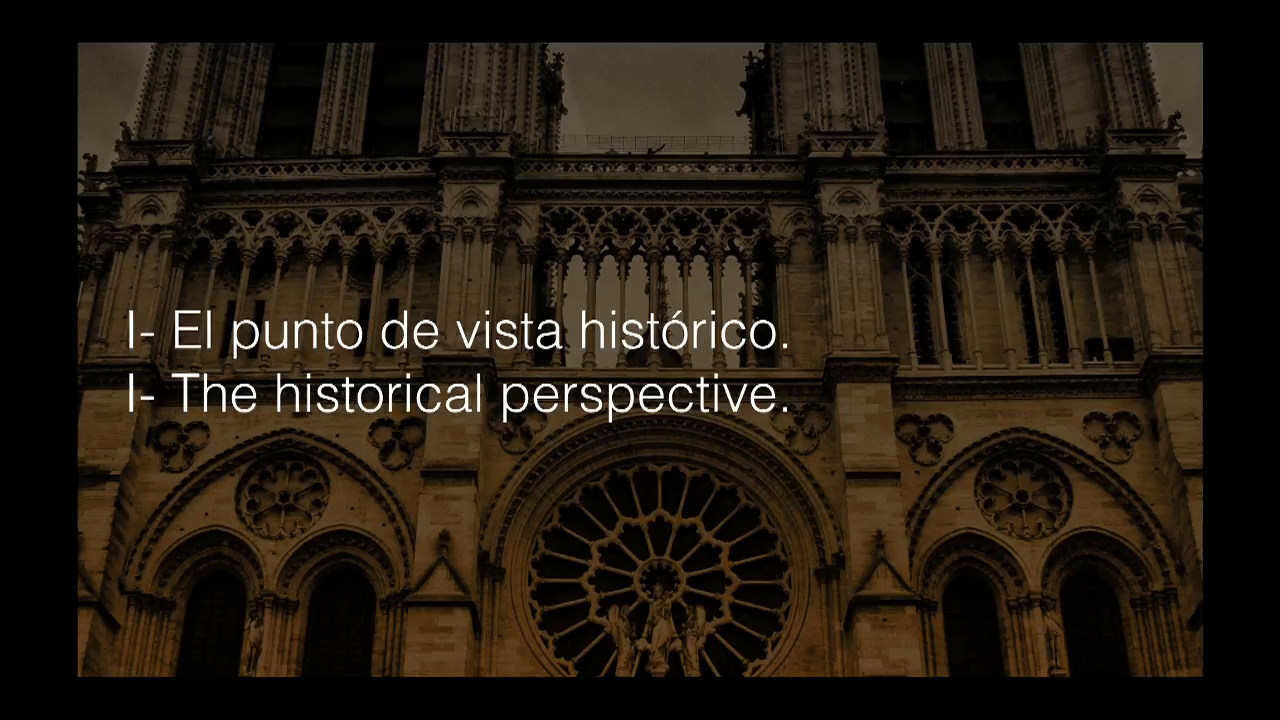 I- El punto de vista histórico.
I- The historical perspective.